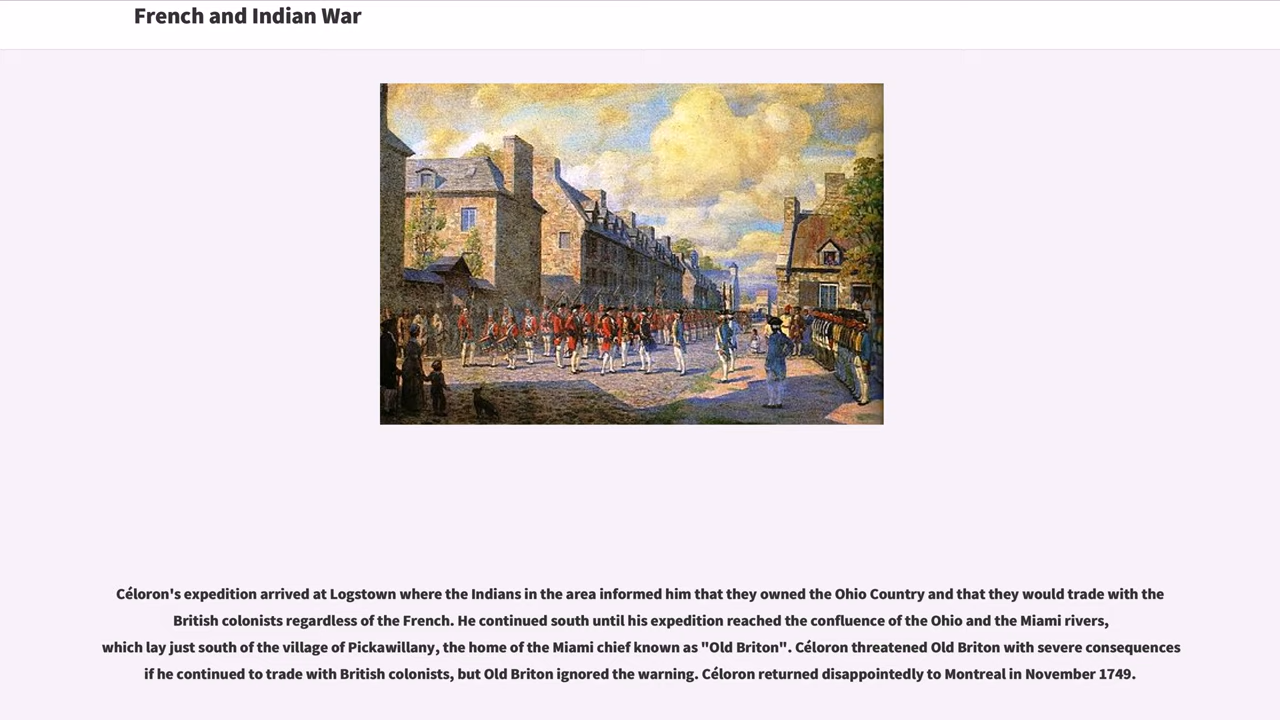 French and Indian War
Céloron's expedition arrived at Logstown where the Indians in the area informed him that they owned the Ohio Country and that they would trade with the
British colonists regardless of the French. He continued south until his expedition reached the confluence of the Ohio and the Miami rivers,
which lay just south of the village of Pickawillany, the home of the Miami chief known as "Old Briton". Céloron threatened Old Briton with severe consequences
if he continued to trade with British colonists, but Old Briton ignored the warning. Céloron returned disappointedly to Montreal in November 1749.